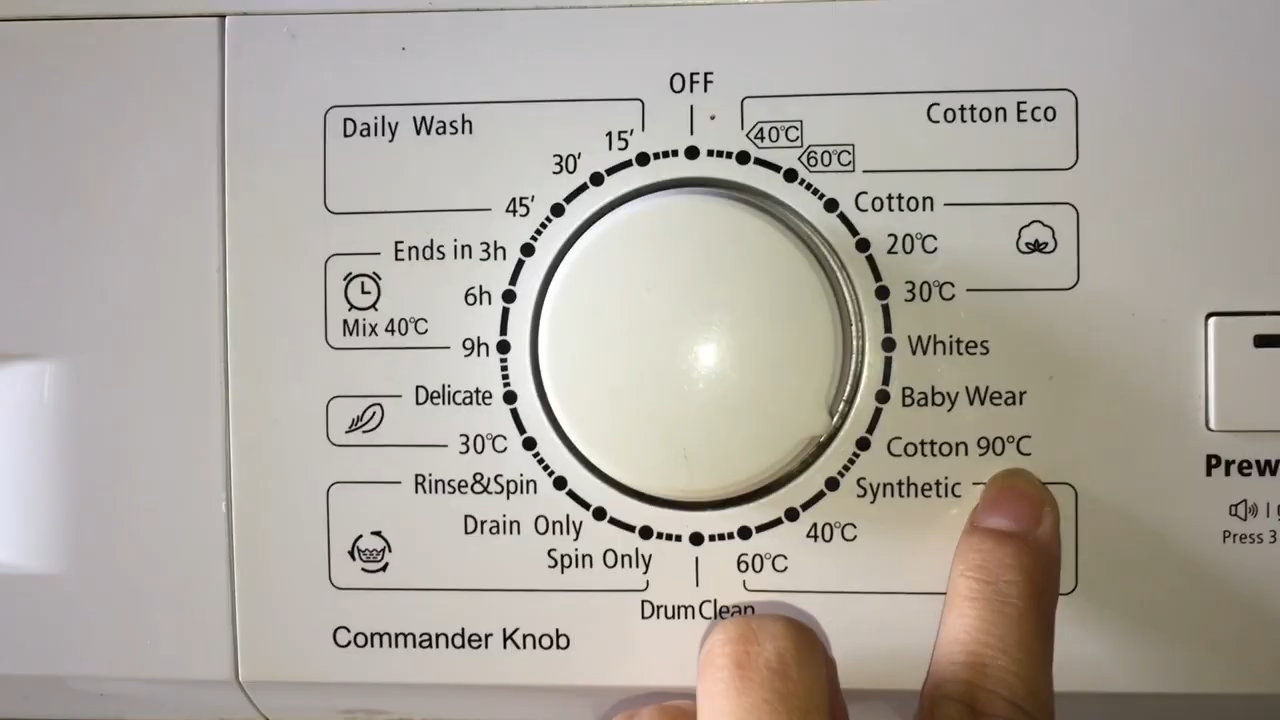 OFF
Daily Wash
15′
30′
45′
Ends in 3h
6h
Mix 40℃
9h
Delicate
30℃
Rinse&Spin
Drain Only
Spin Only
Drum Clean
Commander Knob
Cotton Eco
40℃
60℃
Cotton
20℃
30℃
Whites
Baby Wear
Cotton 90°C
Synthetic
40℃
60℃
Press 3